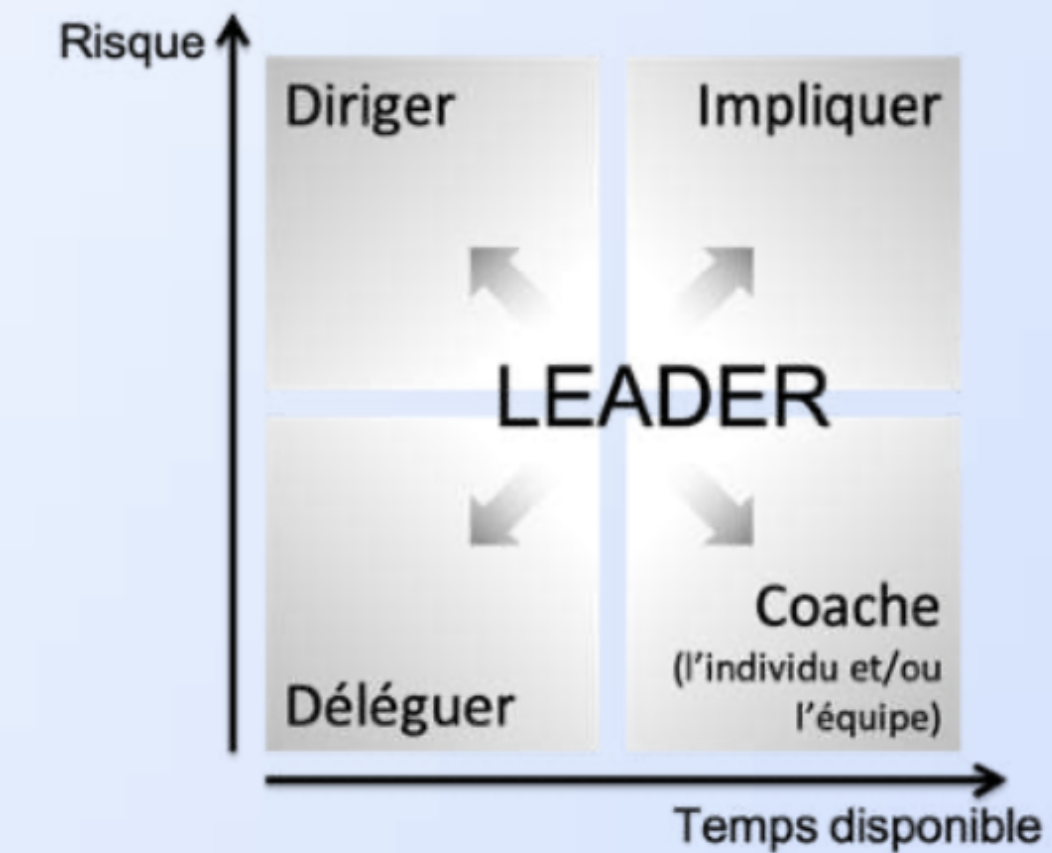 Risque
Diriger
Impliquer
LEADER
Déléguer
Coache
(l'individu et/ou
l'équipe)
Temps disponible